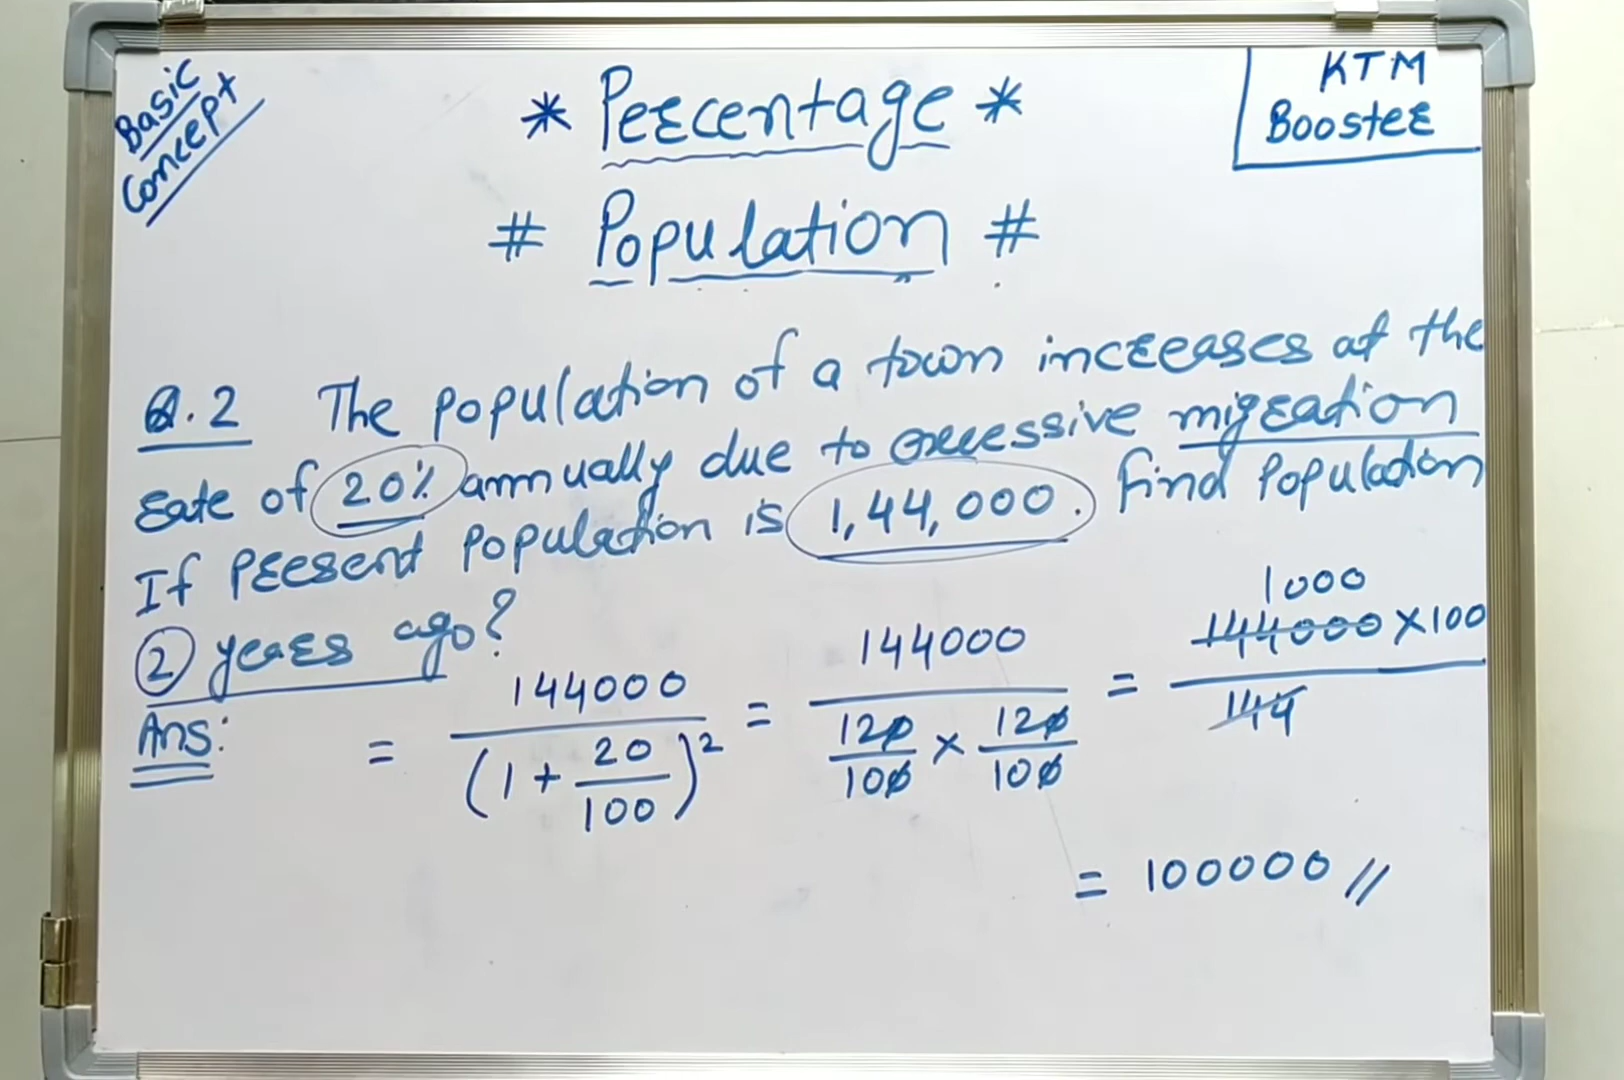 Basic
Concept
* Percentage *
KTM
Booster
# Population #
Q.2 The population of a town increases at the
rate of 20% annually due to excessive migration
If present population is 1,44,000. Find population
2 years ago?
Ans:
= 144000 / (1 + 20/100)² = 144000 / (120/100 × 120/100) = 144000 × 100 / 144
1000
= 100000 //